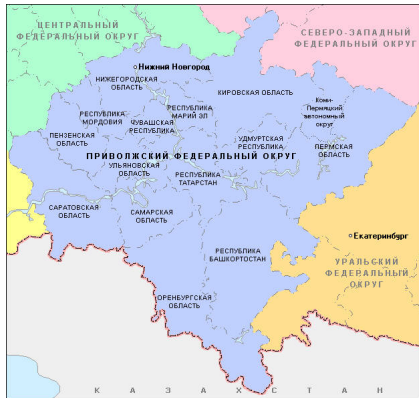 ЦЕНТРАЛЬНЫЙ
ФЕДЕРАЛЬНЫЙ ОКРУГ
СЕВЕРО-ЗАПАДНЫЙ
ФЕДЕРАЛЬНЫЙ ОКРУГ
Нижний Новгород
НИЖЕГОРОДСКАЯ
ОБЛАСТЬ
КИРОВСКАЯ ОБЛАСТЬ
Коми-
Пермяцкий
автономный
округ
РЕСПУБЛИКА
МОРДОВИЯ
РЕСПУБЛИКА
МАРИЙ ЭЛ
ЧУВАШСКАЯ
РЕСПУБЛИКА
ПЕНЗЕНСКАЯ
ОБЛАСТЬ
УДМУРТСКАЯ
РЕСПУБЛИКА
ПЕРМСКАЯ
ОБЛАСТЬ
ПРИВОЛЖСКИЙ ФЕДЕРАЛЬНЫЙ ОКРУГ
УЛЬЯНОВСКАЯ
ОБЛАСТЬ
РЕСПУБЛИКА
ТАТАРСТАН
САРАТОВСКАЯ
ОБЛАСТЬ
САМАРСКАЯ
ОБЛАСТЬ
Екатеринбург
РЕСПУБЛИКА
БАШКОРТОСТАН
УРАЛЬСКИЙ
ФЕДЕРАЛЬНЫЙ
ОКРУГ
ОРЕНБУРГСКАЯ
ОБЛАСТЬ
КАЗАХСТАН